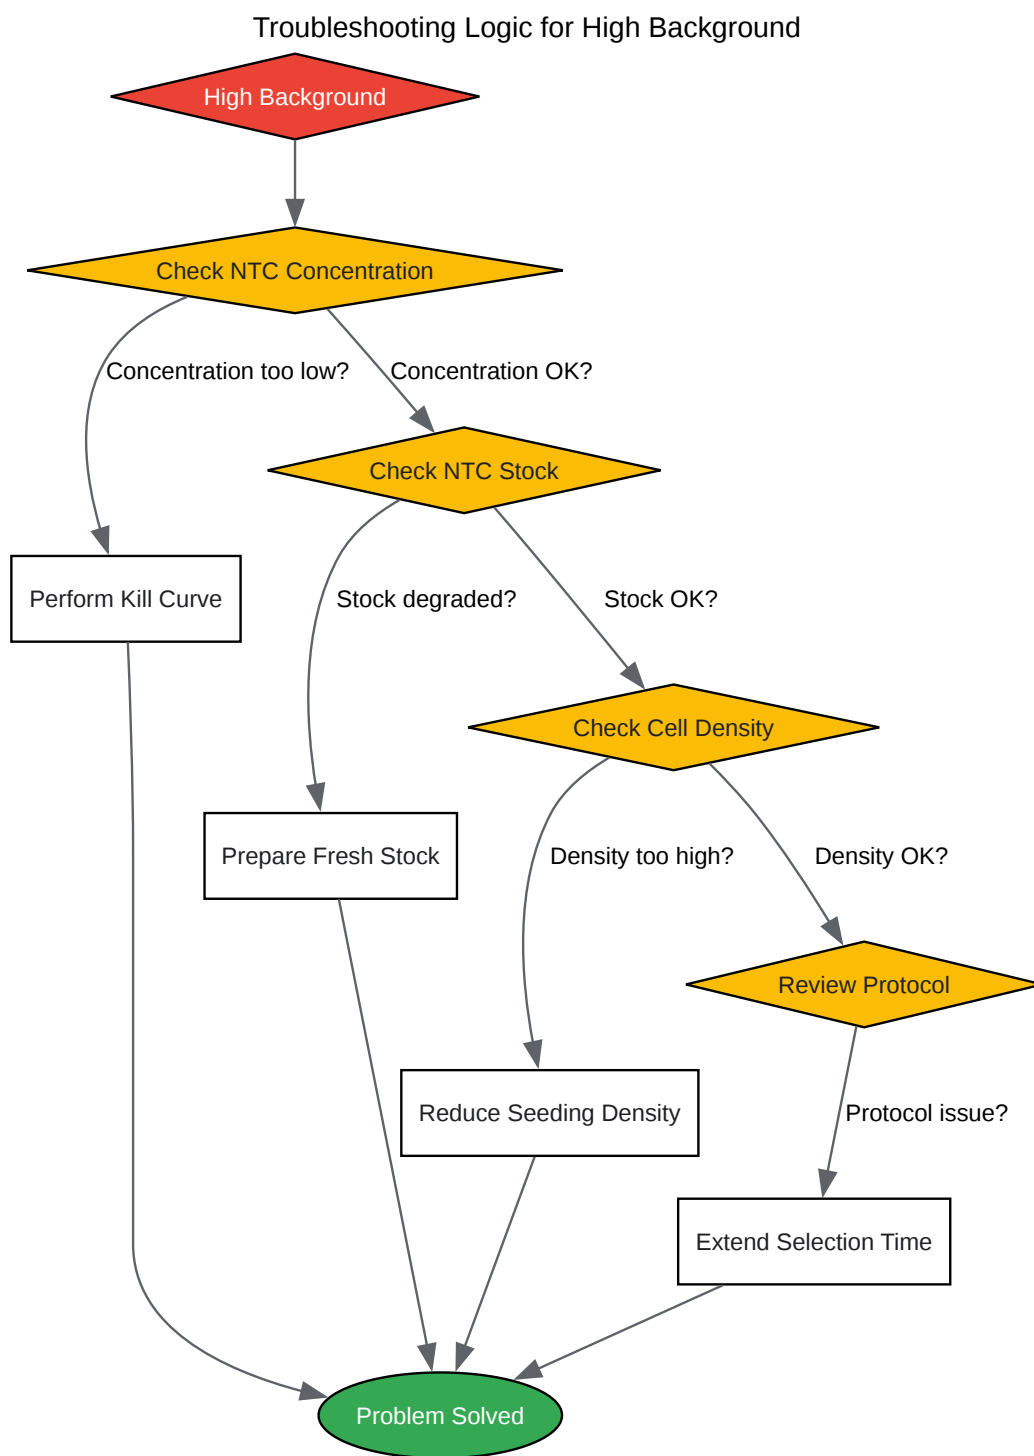 Troubleshooting Logic for High Background
High Background
Check NTC Concentration
Concentration too low?
Concentration OK?
Check NTC Stock
Perform Kill Curve
Stock degraded?
Stock OK?
Check Cell Density
Prepare Fresh Stock
Density too high?
Density OK?
Review Protocol
Reduce Seeding Density
Protocol issue?
Extend Selection Time
Problem Solved